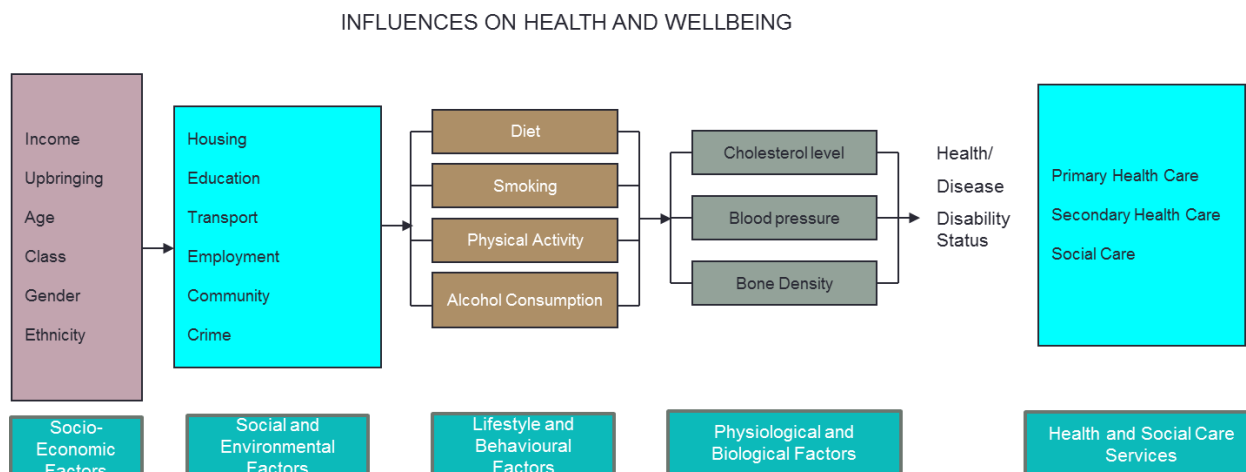 INFLUENCES ON HEALTH AND WELLBEING
Income
Upbringing
Age
Class
Gender
Ethnicity
Housing
Education
Transport
Employment
Community
Crime
Diet
Smoking
Physical Activity
Alcohol Consumption
Cholesterol level
Blood pressure
Bone Density
Health/
Disease
Disability
Status
Primary Health Care
Secondary Health Care
Social Care
Socio-
Economic
Factors
Social and
Environmental
Factors
Lifestyle and
Behavioural
Factors
Physiological and
Biological Factors
Health and Social Care
Services